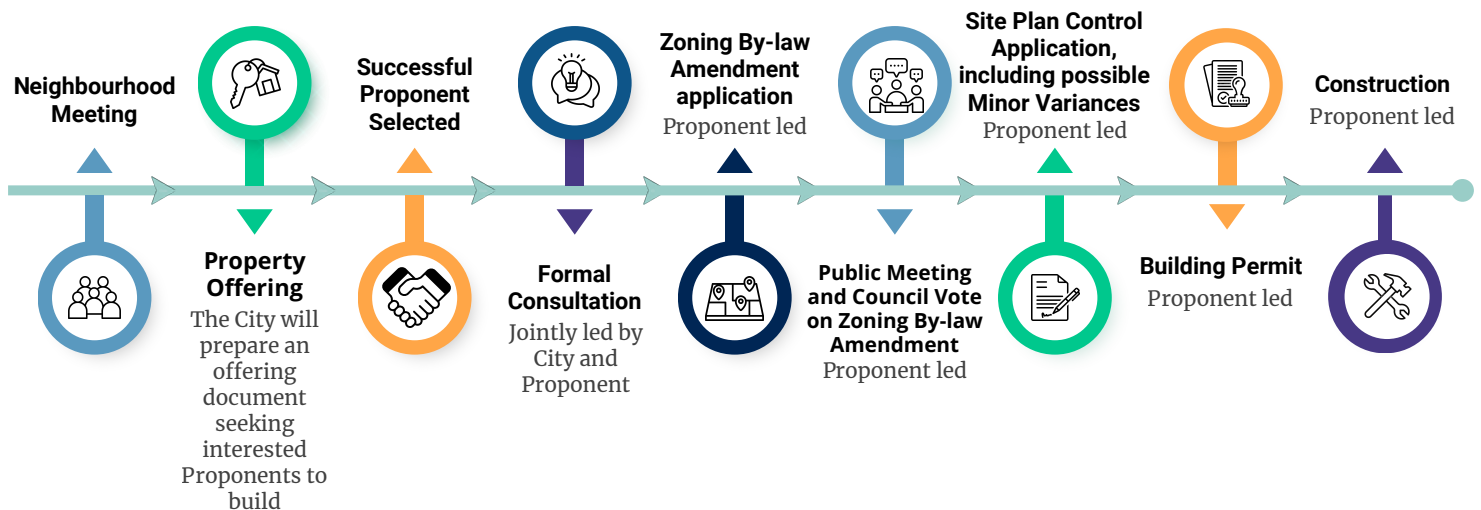 Neighbourhood
Meeting
Property
Offering
The City will
prepare an
offering
document
seeking
interested
Proponents to
build
Successful
Proponent
Selected
Formal
Consultation
Jointly led by
City and
Proponent
Zoning By-law
Amendment
application
Proponent led
Public Meeting
and Council Vote
on Zoning By-law
Amendment
Proponent led
Site Plan Control
Application,
including possible
Minor Variances
Proponent led
Building Permit
Proponent led
Construction
Proponent led